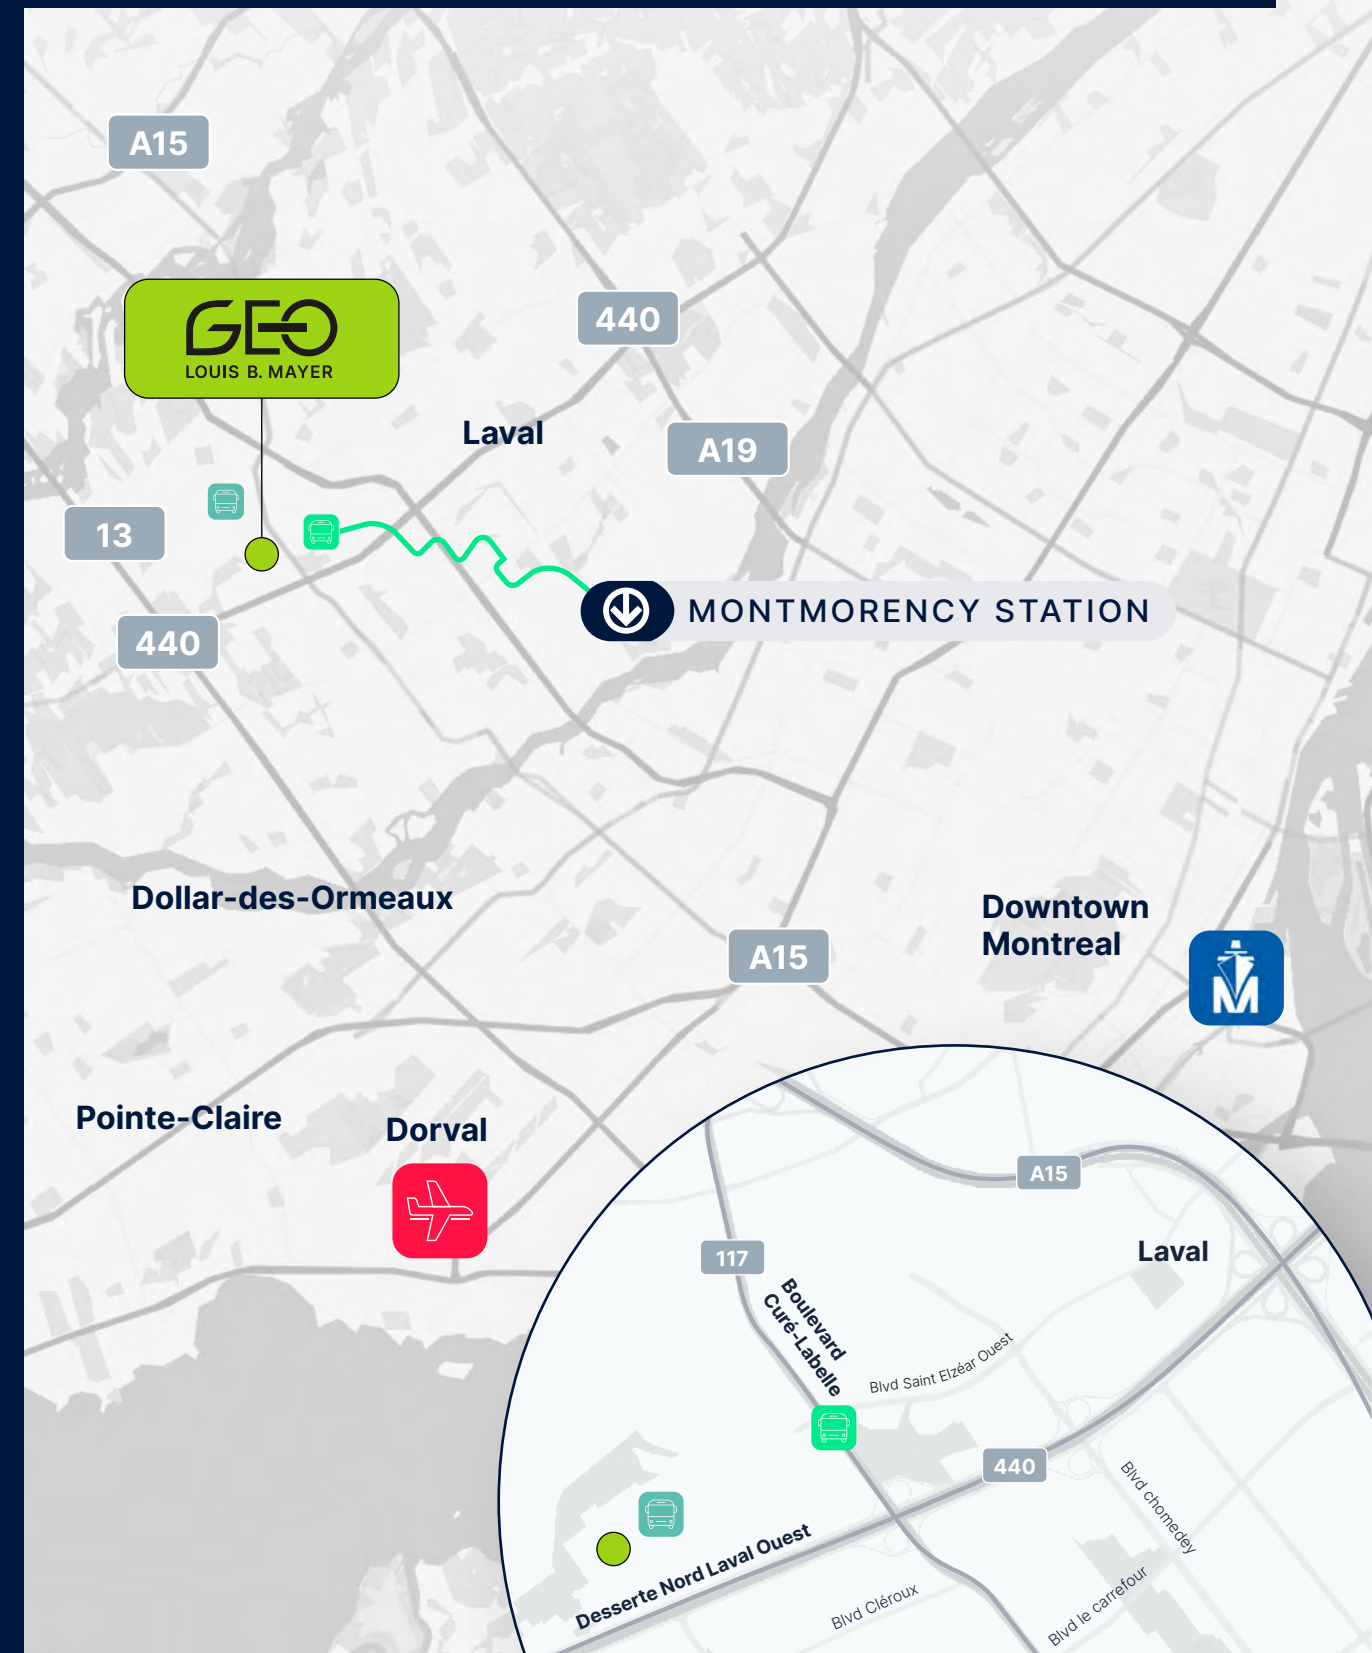 A15
GEO
LOUIS B. MAYER
440
Laval
A19
13
MONTMORENCY STATION
440
Dollar-des-Ormeaux
Downtown
Montreal
A15
M
Pointe-Claire
Dorval
A15
117
Laval
Boulevard
Curé-Labelle
Blvd Saint Elzéar Ouest
440
Blvd chomedey
Desserte Nord Laval Ouest
Blvd Cléroux
Blvd le carrefour